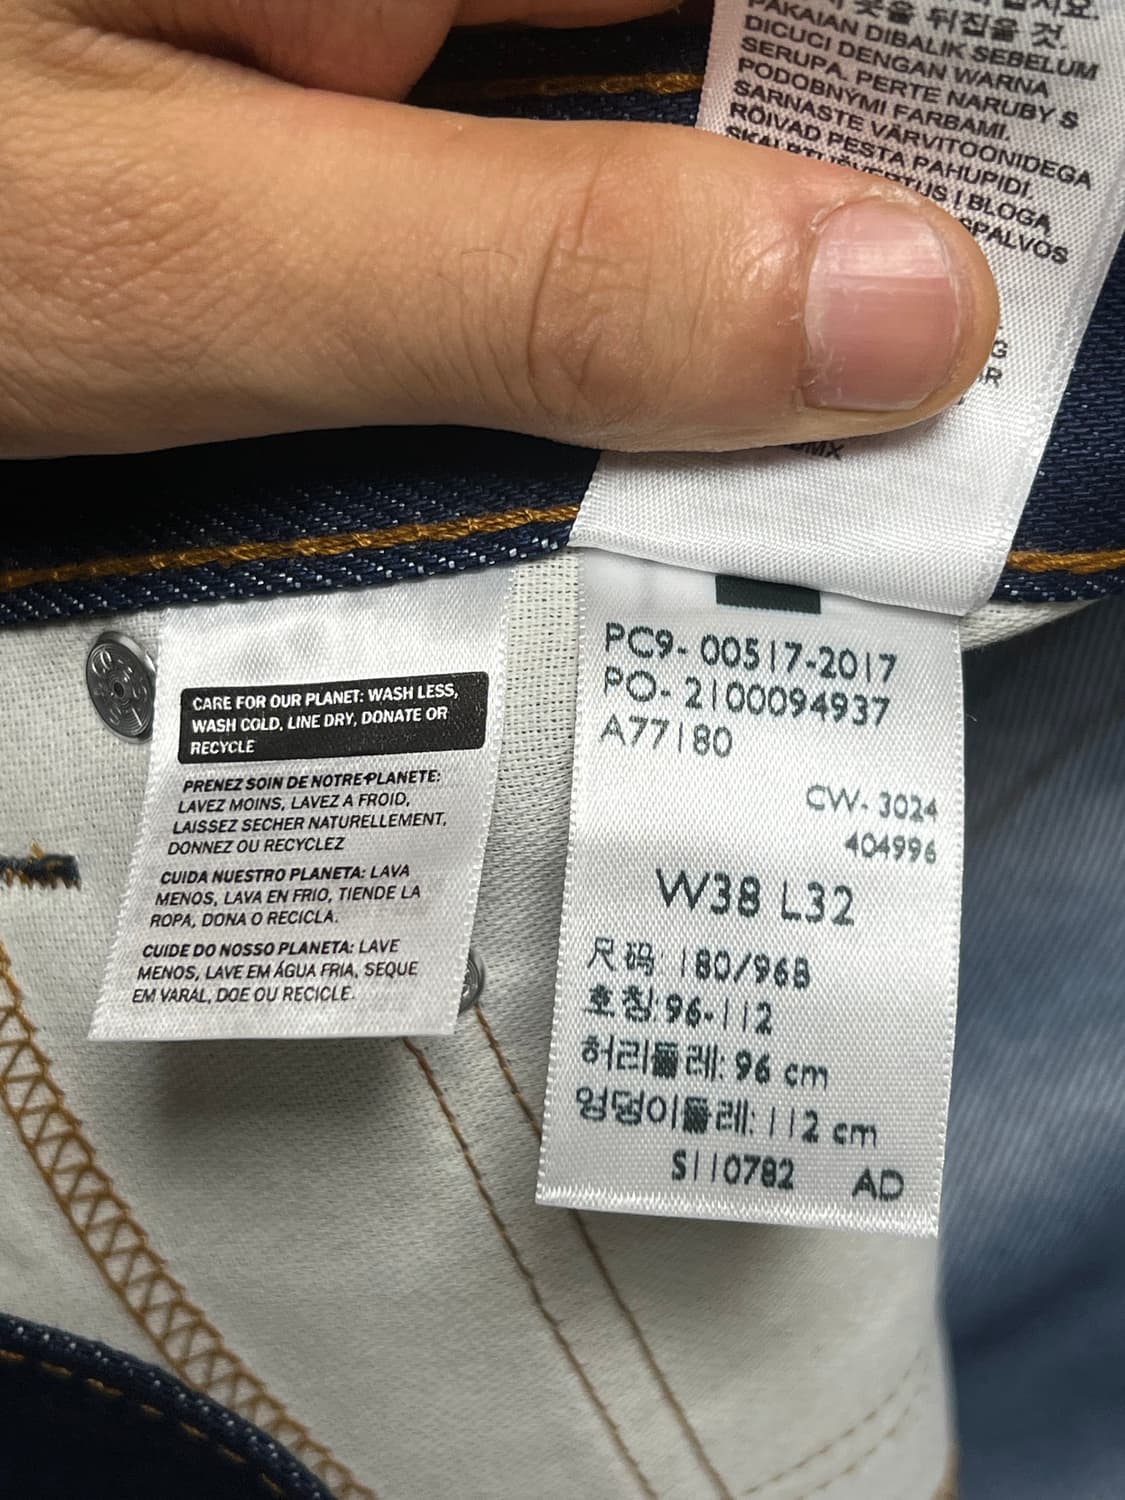 PAKAIAN DIBALIK SEBELUM
DICUCI DENGAN WARNA
SERUPA. PERTE NARUBY S
PODOBNÝMI FARBAMI.
SARNASTE VÄRVITOONIDEGA
RÕIVAD PESTA PAHUPIDI.
BLOGA
SPALVOS
CARE FOR OUR PLANET: WASH LESS,
WASH COLD, LINE DRY, DONATE OR
RECYCLE
PRENEZ SOIN DE NOTRE PLANETE:
LAVEZ MOINS, LAVEZ A FROID,
LAISSEZ SECHER NATURELLEMENT,
DONNEZ OU RECYCLEZ
CUIDA NUESTRO PLANETA: LAVA
MENOS, LAVA EN FRIO, TIENDE LA
ROPA, DONA O RECICLA.
CUIDE DO NOSSO PLANETA: LAVE
MENOS, LAVE EM ÁGUA FRIA, SEQUE
EM VARAL, DOE OU RECICLE.
PC9-00517-2017
PO-2100094937
A77180
CW-3024
404996
W38 L32
尺码: 180/96B
호칭:96-112
허리둘레: 96 cm
엉덩이둘레: 112 cm
S110782 AD